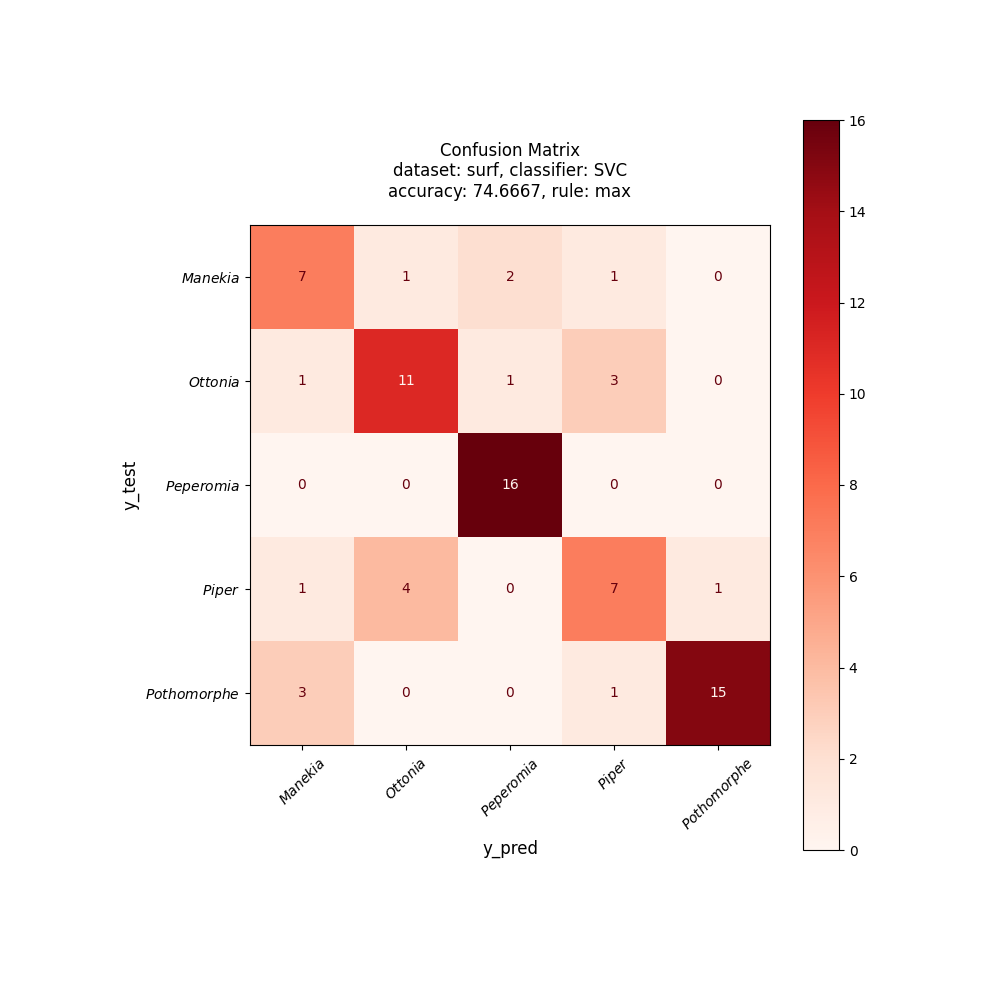 Confusion Matrix
dataset: surf, classifier: SVC
accuracy: 74.6667, rule: max
Manekia 7 1 2 1 0
Ottonia 1 11 1 3 0
Peperomia 0 0 16 0 0
Piper 1 4 0 7 1
Pothomorphe 3 0 0 1 15
y_test
Manekia Ottonia Peperomia Piper Pothomorphe
y_pred
16
14
12
10
8
6
4
2
0